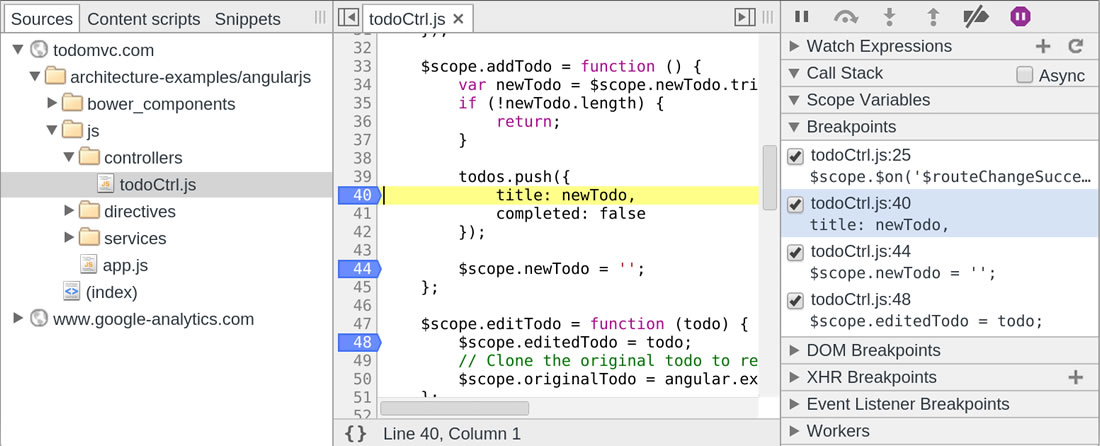 Sources Content scripts Snippets
todomvc.com
architecture-examples/angularjs
bower_components
js
controllers
todoCtrl.js
directives
services
app.js
(index)
www.google-analytics.com
todoCtrl.js
31 });
32
33 $scope.addTodo = function () {
34 var newTodo = $scope.newTodo.tri
35 if (!newTodo.length) {
36 return;
37 }
38
39 todos.push({
40 title: newTodo,
41 completed: false
42 });
43
44 $scope.newTodo = '';
45 };
46
47 $scope.editTodo = function (todo) {
48 $scope.editedTodo = todo;
49 // Clone the original todo to re
50 $scope.originalTodo = angular.ex
51 };
52
{} Line 40, Column 1
Watch Expressions
Call Stack Async
Scope Variables
Breakpoints
todoCtrl.js:25
$scope.$on('$routeChangeSucce…
todoCtrl.js:40
title: newTodo,
todoCtrl.js:44
$scope.newTodo = '';
todoCtrl.js:48
$scope.editedTodo = todo;
DOM Breakpoints
XHR Breakpoints
Event Listener Breakpoints
Workers